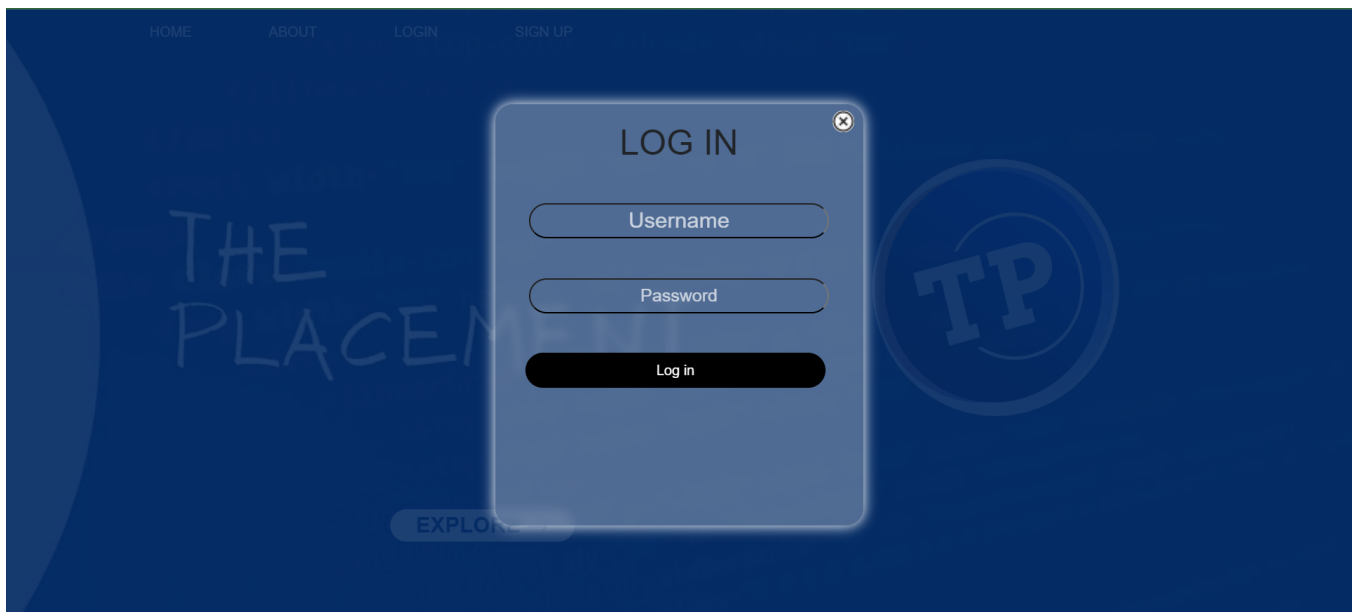 HOME ABOUT LOGIN SIGN UP
LOG IN
Username
Password
Log in
THE
PLACEMENT
TP
EXPLORE